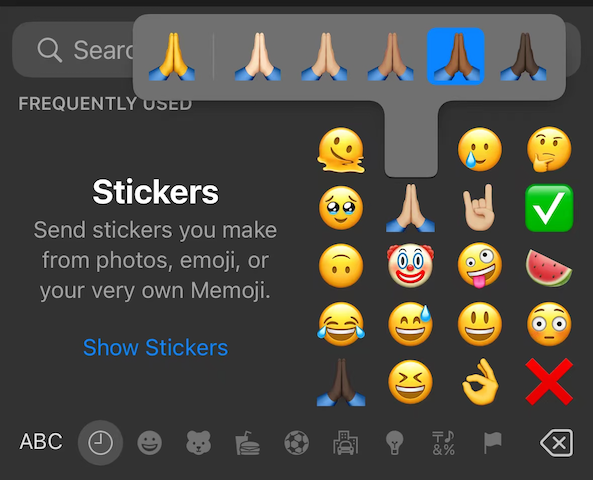 Searc
FREQUENTLY USED
Stickers
Send stickers you make
from photos, emoji, or
your very own Memoji.
Show Stickers
ABC
&%